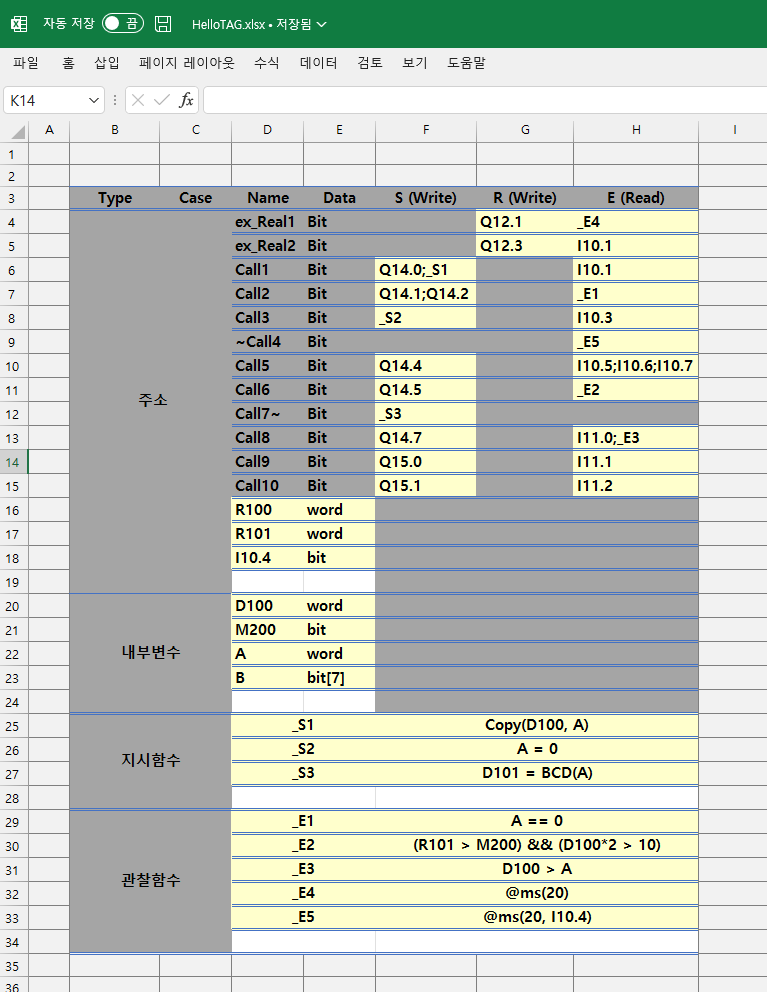 자동 저장 끔 HelloTAG.xlsx • 저장됨
파일 홈 삽입 페이지 레이아웃 수식 데이터 검토 보기 도움말
K14 fx
A B C D E F G H I
1
2
3 Type Case Name Data S (Write) R (Write) E (Read)
4 ex_Real1 Bit Q12.1 _E4
5 ex_Real2 Bit Q12.3 I10.1
6 Call1 Bit Q14.0;_S1 I10.1
7 Call2 Bit Q14.1;Q14.2 _E1
8 Call3 Bit _S2 I10.3
9 ~Call4 Bit _E5
10 Call5 Bit Q14.4 I10.5;I10.6;I10.7
11 Call6 Bit Q14.5 _E2
주소
12 Call7~ Bit _S3
13 Call8 Bit Q14.7 I11.0;_E3
14 Call9 Bit Q15.0 I11.1
15 Call10 Bit Q15.1 I11.2
16 R100 word
17 R101 word
18 I10.4 bit
19
20 D100 word
21 M200 bit
22 내부변수 A word
23 B bit[7]
24
25 _S1 Copy(D100, A)
26 지시함수 _S2 A = 0
27 _S3 D101 = BCD(A)
28
29 _E1 A == 0
30 _E2 (R101 > M200) && (D100*2 > 10)
31 관찰함수 _E3 D100 > A
32 _E4 @ms(20)
33 _E5 @ms(20, I10.4)
34
35
36